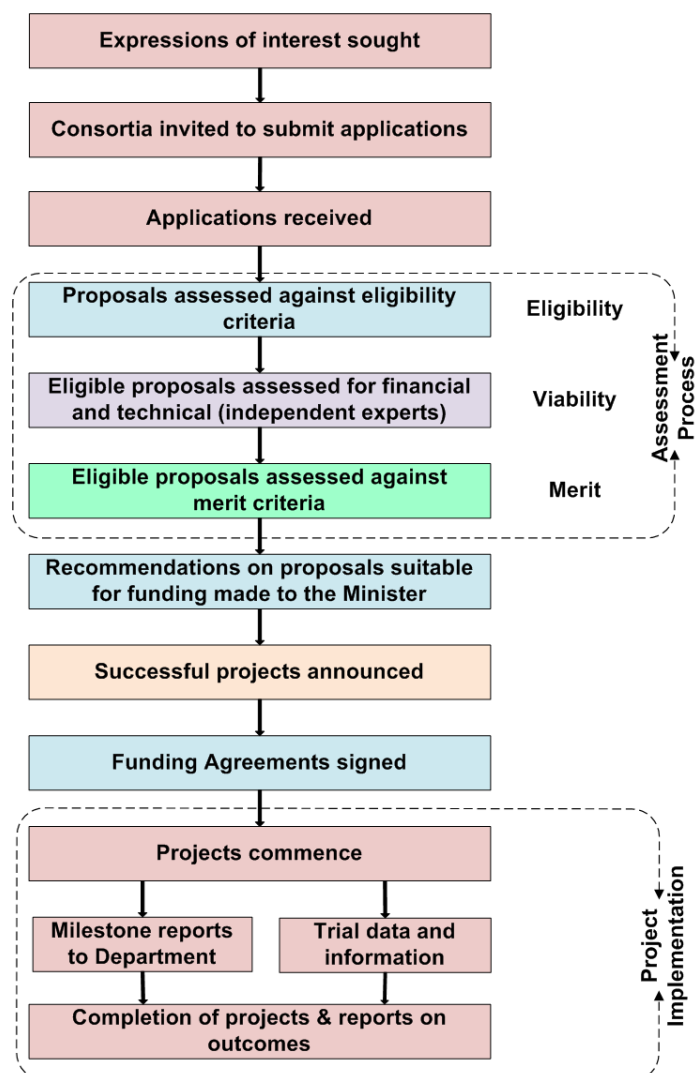 Expressions of interest sought
Consortia invited to submit applications
Applications received
Proposals assessed against eligibility
criteria
Eligibility
Eligible proposals assessed for financial
and technical (independent experts)
Viability
Eligible proposals assessed against
merit criteria
Merit
Assessment
Process
Recommendations on proposals suitable
for funding made to the Minister
Successful projects announced
Funding Agreements signed
Projects commence
Milestone reports
to Department
Trial data and
information
Completion of projects & reports on
outcomes
Project
Implementation